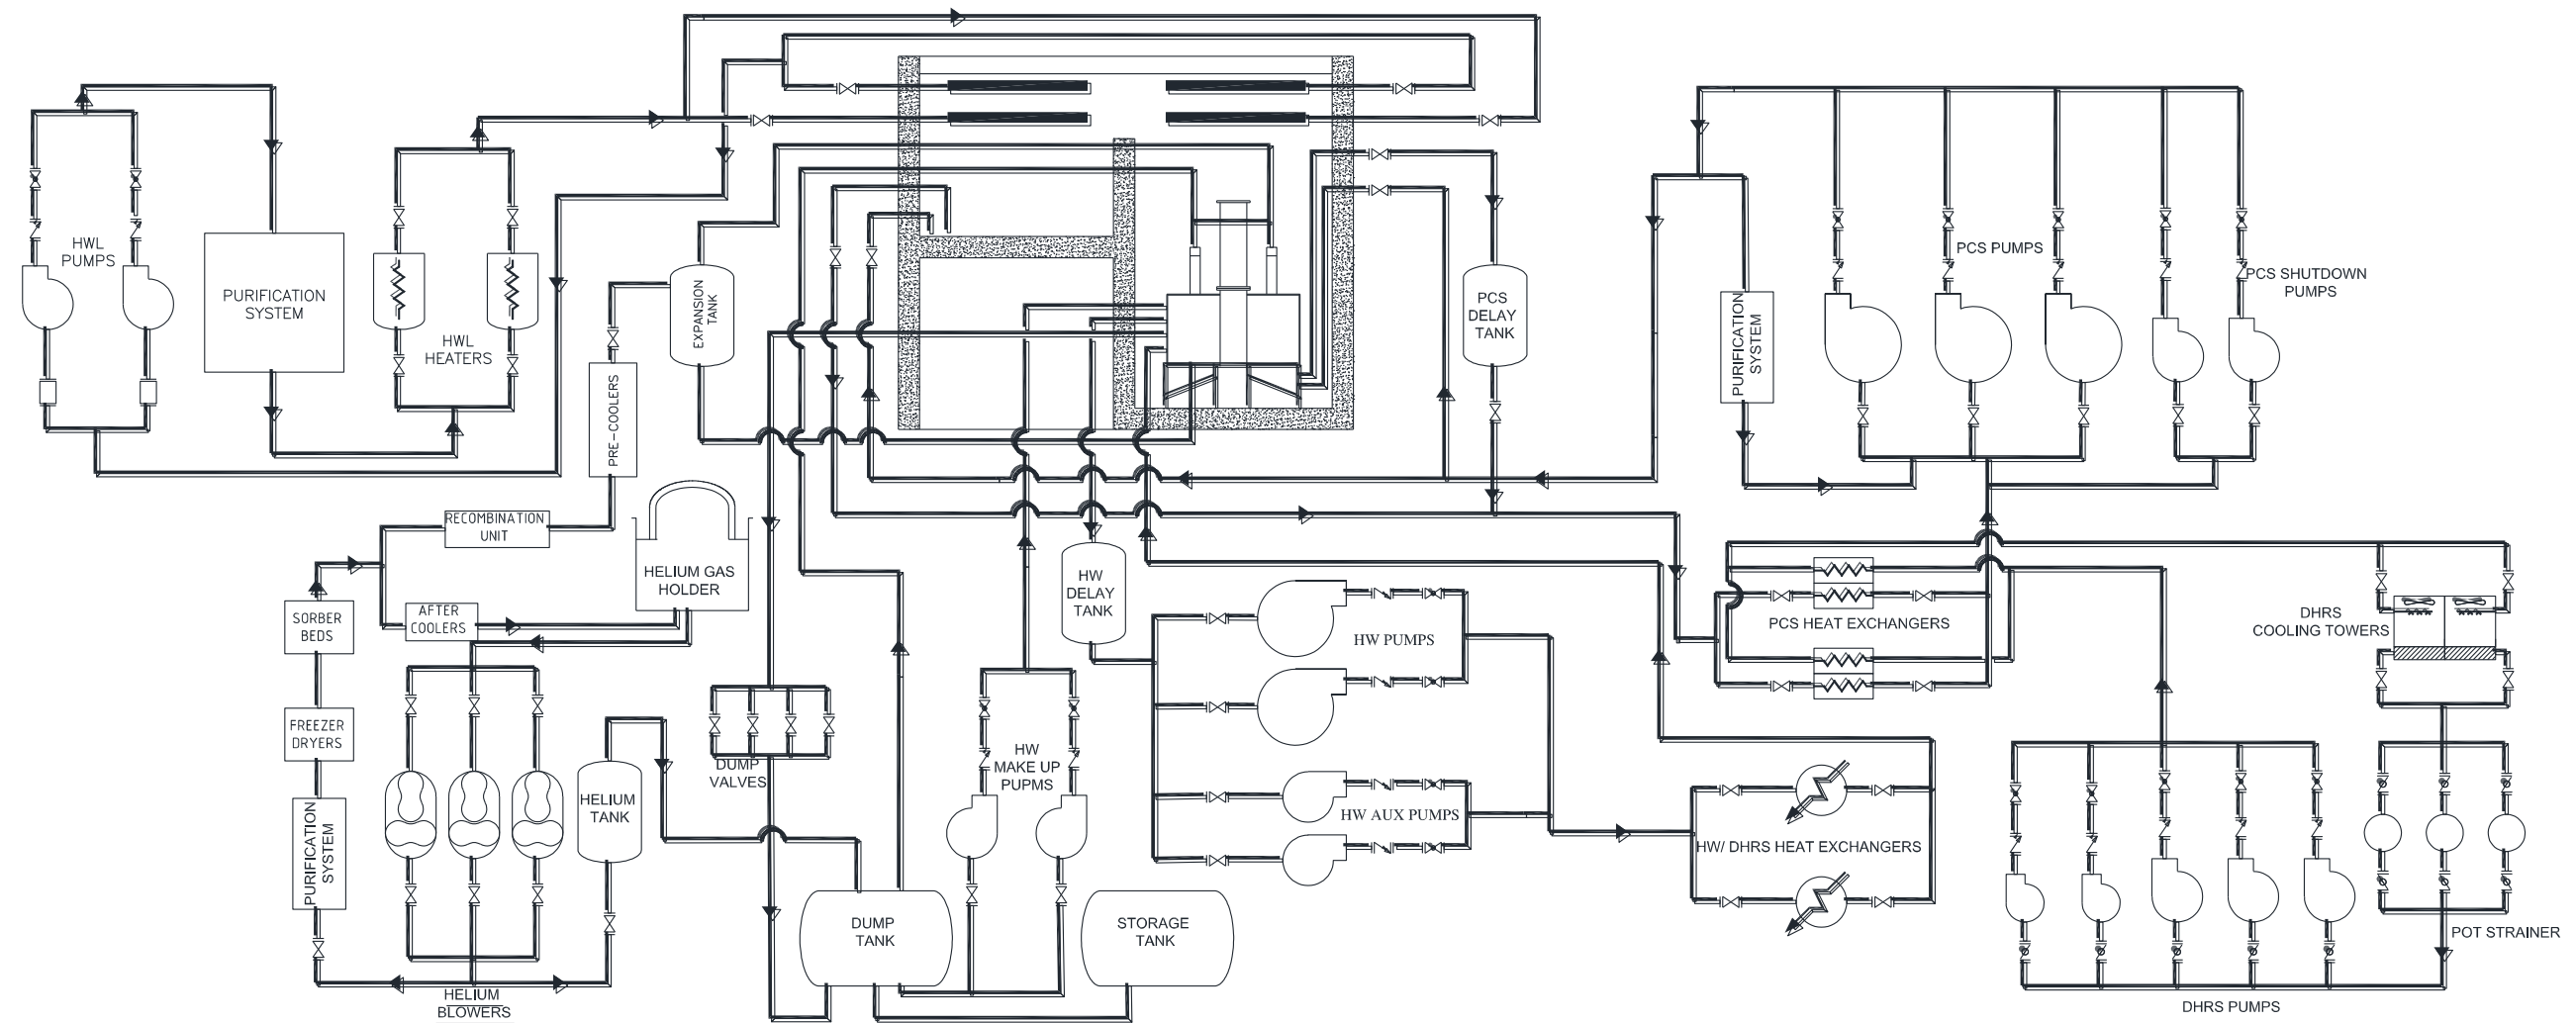 HWL
PUMPS
PURIFICATION
SYSTEM
HWL
HEATERS
EXPANSION
TANK
PRE-COOLERS
RECOMBINATION
UNIT
HELIUM GAS
HOLDER
SORBER
BEDS
AFTER
COOLERS
FREEZER
DRYERS
PURIFICATION
SYSTEM
HELIUM
BLOWERS
HELIUM
TANK
DUMP
VALVES
DUMP
TANK
HW
MAKE UP
PUPMS
STORAGE
TANK
HW
DELAY
TANK
HW PUMPS
HW AUX PUMPS
PCS
DELAY
TANK
PURIFICATION
SYSTEM
PCS PUMPS
PCS SHUTDOWN
PUMPS
PCS HEAT EXCHANGERS
HW/ DHRS HEAT EXCHANGERS
DHRS
COOLING TOWERS
POT STRAINER
DHRS PUMPS